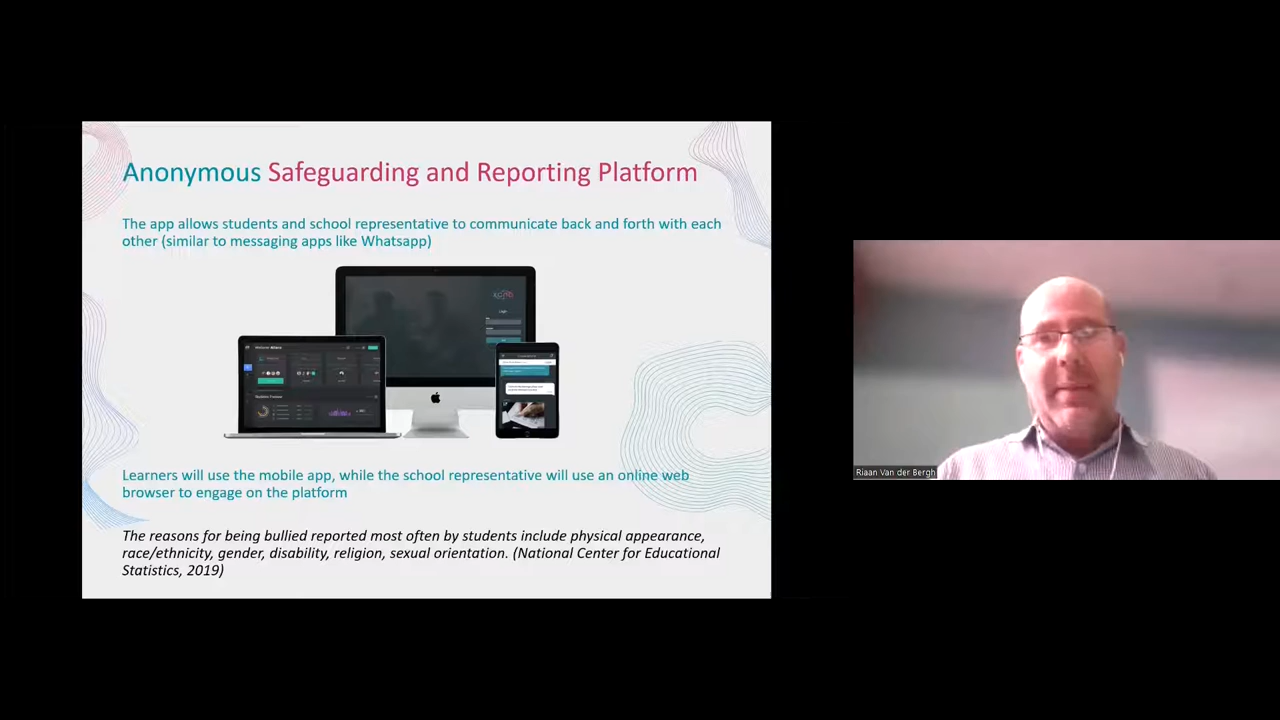 Anonymous Safeguarding and Reporting Platform
The app allows students and school representative to communicate back and forth with each
other (similar to messaging apps like Whatsapp)
Login
Learners will use the mobile app, while the school representative will use an online web
browser to engage on the platform
The reasons for being bullied reported most often by students include physical appearance,
race/ethnicity, gender, disability, religion, sexual orientation. (National Center for Educational
Statistics, 2019)
Riaan Van der Bergh